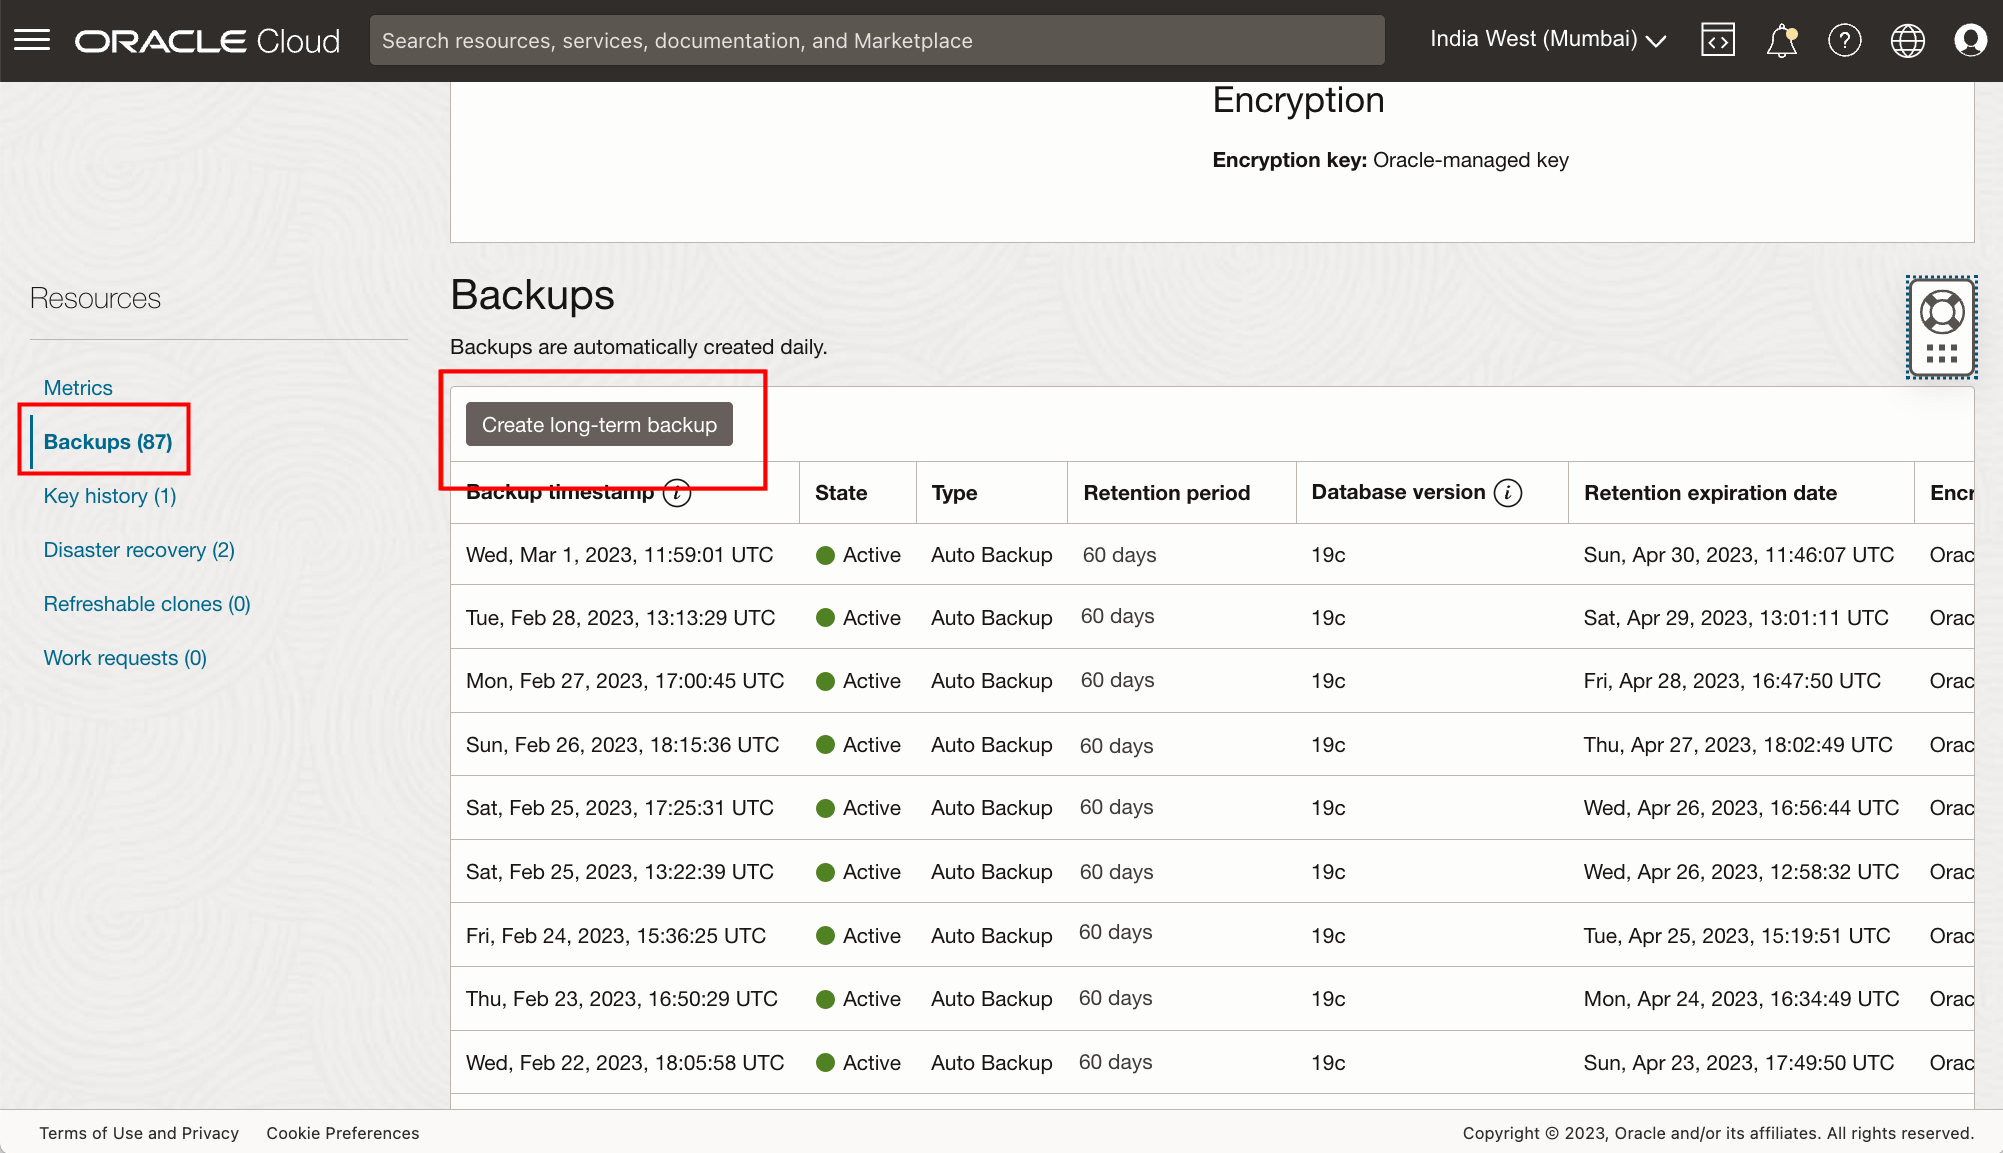 ORACLE Cloud
Search resources, services, documentation, and Marketplace
India West (Mumbai)
Encryption
Encryption key: Oracle-managed key
Resources
Metrics
Backups (87)
Key history (1)
Disaster recovery (2)
Refreshable clones (0)
Work requests (0)
Backups
Backups are automatically created daily.
Create long-term backup
Backup timestamp i State Type Retention period Database version i Retention expiration date Encr
Wed, Mar 1, 2023, 11:59:01 UTC Active Auto Backup 60 days 19c Sun, Apr 30, 2023, 11:46:07 UTC Orac
Tue, Feb 28, 2023, 13:13:29 UTC Active Auto Backup 60 days 19c Sat, Apr 29, 2023, 13:01:11 UTC Orac
Mon, Feb 27, 2023, 17:00:45 UTC Active Auto Backup 60 days 19c Fri, Apr 28, 2023, 16:47:50 UTC Orac
Sun, Feb 26, 2023, 18:15:36 UTC Active Auto Backup 60 days 19c Thu, Apr 27, 2023, 18:02:49 UTC Orac
Sat, Feb 25, 2023, 17:25:31 UTC Active Auto Backup 60 days 19c Wed, Apr 26, 2023, 16:56:44 UTC Orac
Sat, Feb 25, 2023, 13:22:39 UTC Active Auto Backup 60 days 19c Wed, Apr 26, 2023, 12:58:32 UTC Orac
Fri, Feb 24, 2023, 15:36:25 UTC Active Auto Backup 60 days 19c Tue, Apr 25, 2023, 15:19:51 UTC Orac
Thu, Feb 23, 2023, 16:50:29 UTC Active Auto Backup 60 days 19c Mon, Apr 24, 2023, 16:34:49 UTC Orac
Wed, Feb 22, 2023, 18:05:58 UTC Active Auto Backup 60 days 19c Sun, Apr 23, 2023, 17:49:50 UTC Orac
Terms of Use and Privacy Cookie Preferences Copyright © 2023, Oracle and/or its affiliates. All rights reserved.